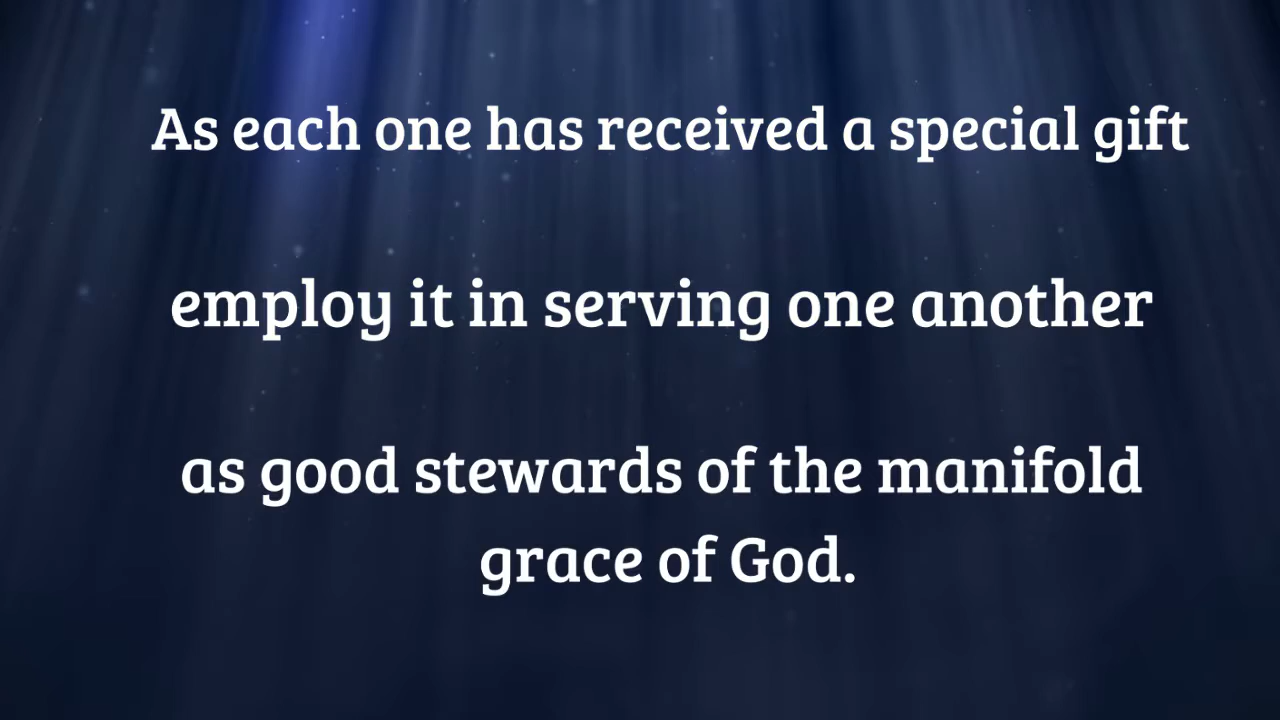 As each one has received a special gift
employ it in serving one another
as good stewards of the manifold
grace of God.